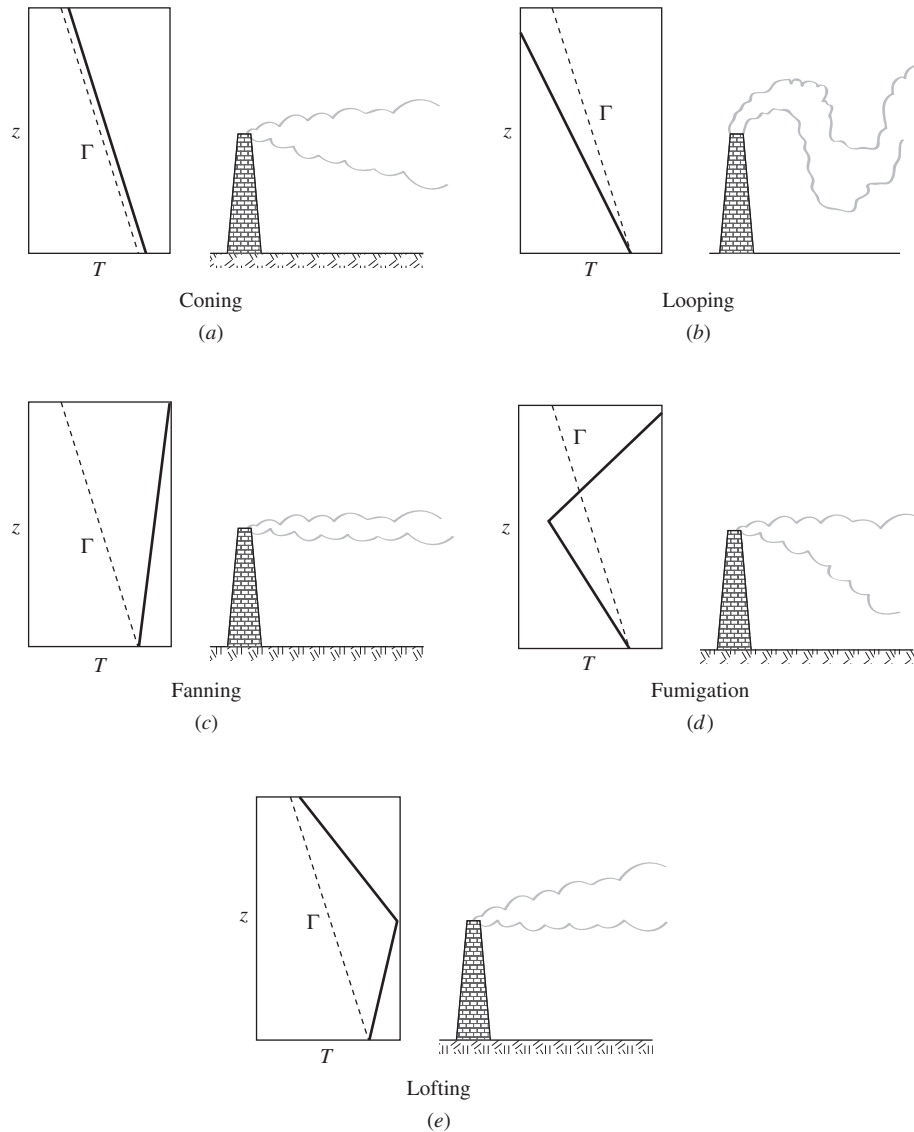 z
Γ
T
Coning
(a)
z
Γ
T
Looping
(b)
z
Γ
T
Fanning
(c)
z
Γ
T
Fumigation
(d)
z
Γ
T
Lofting
(e)